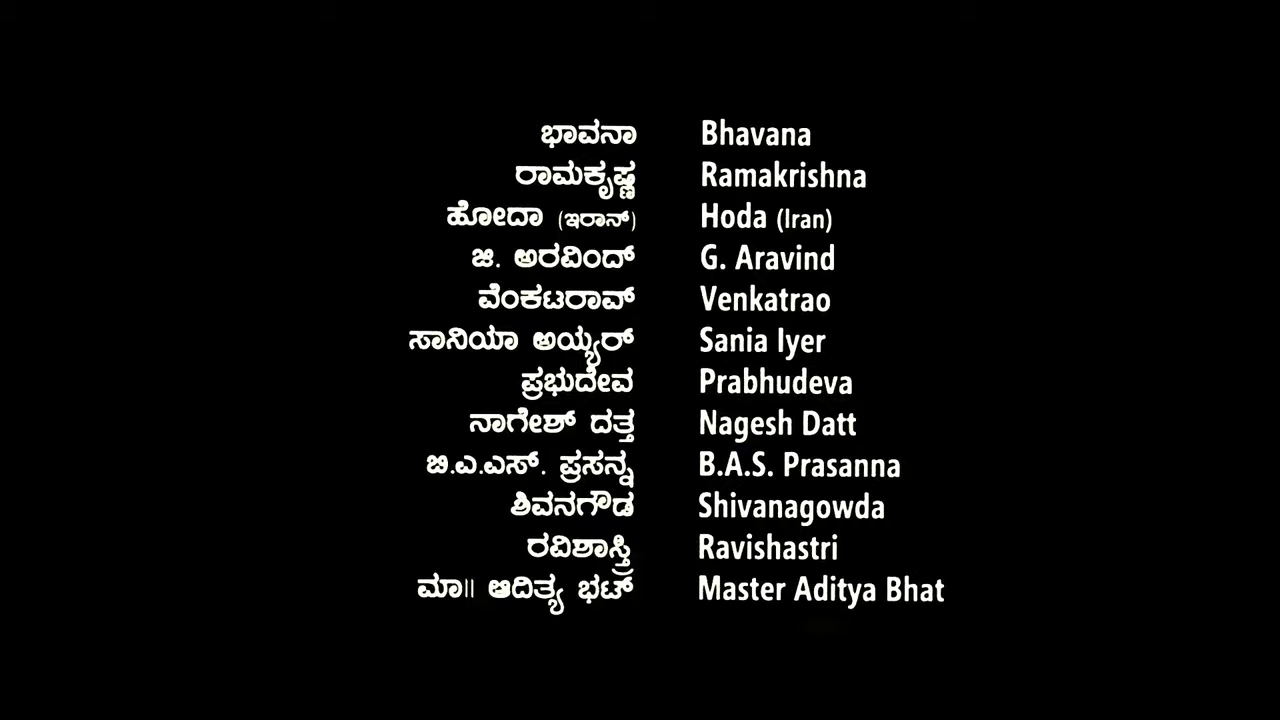 ಭಾವನಾ Bhavana
ರಾಮಕೃಷ್ಣ Ramakrishna
ಹೋದಾ (ಇರಾನ್) Hoda (Iran)
ಜಿ. ಅರವಿಂದ್ G. Aravind
ವೆಂಕಟರಾವ್ Venkatrao
ಸಾನಿಯಾ ಅಯ್ಯರ್ Sania Iyer
ಪ್ರಭುದೇವ Prabhudeva
ನಾಗೇಶ್ ದತ್ತ Nagesh Datt
ಬಿ.ಎ.ಎಸ್. ಪ್ರಸನ್ನ B.A.S. Prasanna
ಶಿವನಗೌಡ Shivanagowda
ರವಿಶಾಸ್ತ್ರಿ Ravishastri
ಮಾ॥ ಆದಿತ್ಯ ಭಟ್ Master Aditya Bhat